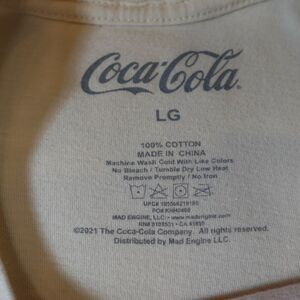 Coca-Cola
LG
100% COTTON
MADE IN CHINA
Machine Wash Cold With Like Colors
No Bleach / Tumble Dry Low Heat
Remove Promptly / No Iron
MAD ENGINE, LLC • www.madengine.com
©2021 The Coca-Cola Company. All rights reserved.
Distributed by Mad Engine LLC.